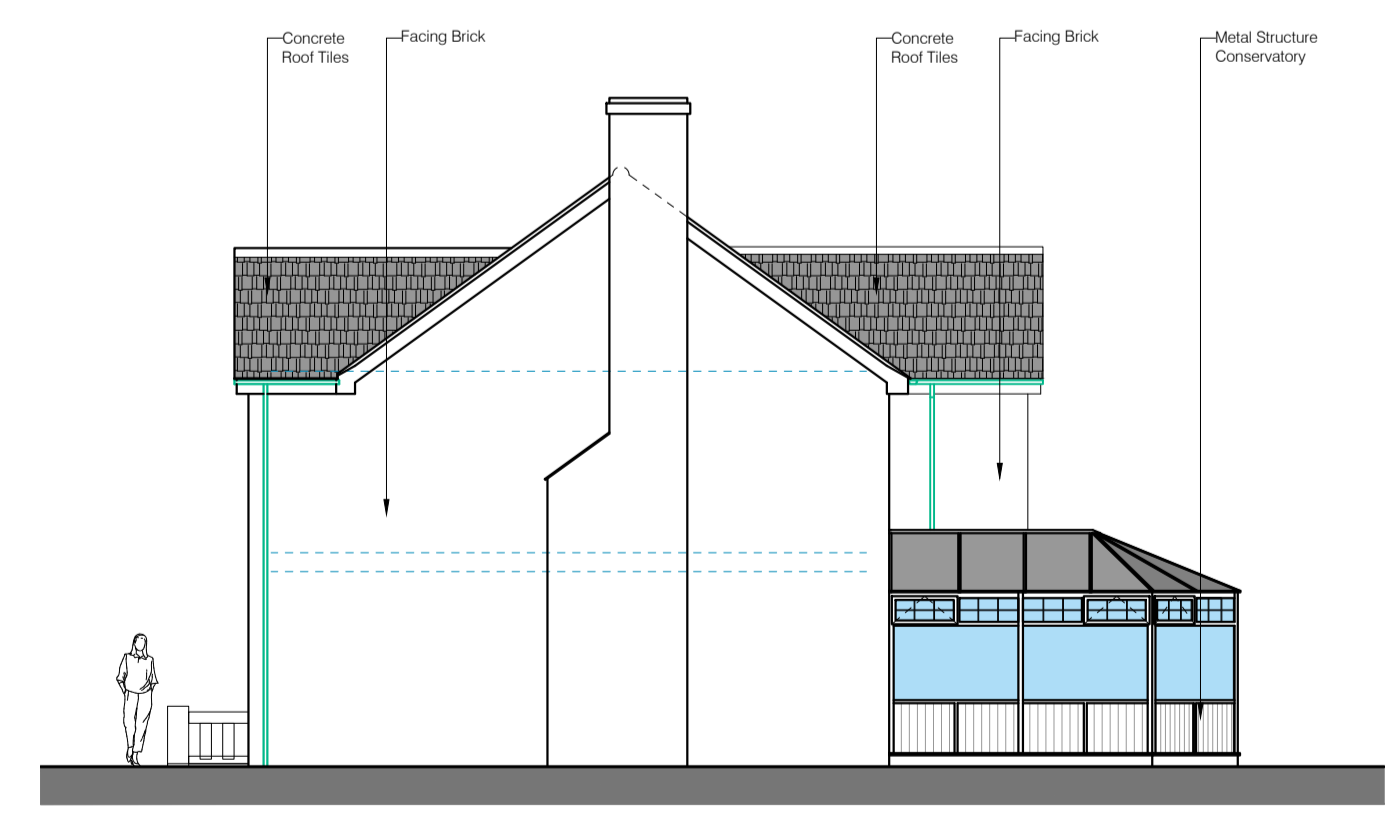 Concrete
Roof Tiles
Facing Brick
Concrete
Roof Tiles
Facing Brick
Metal Structure
Conservatory